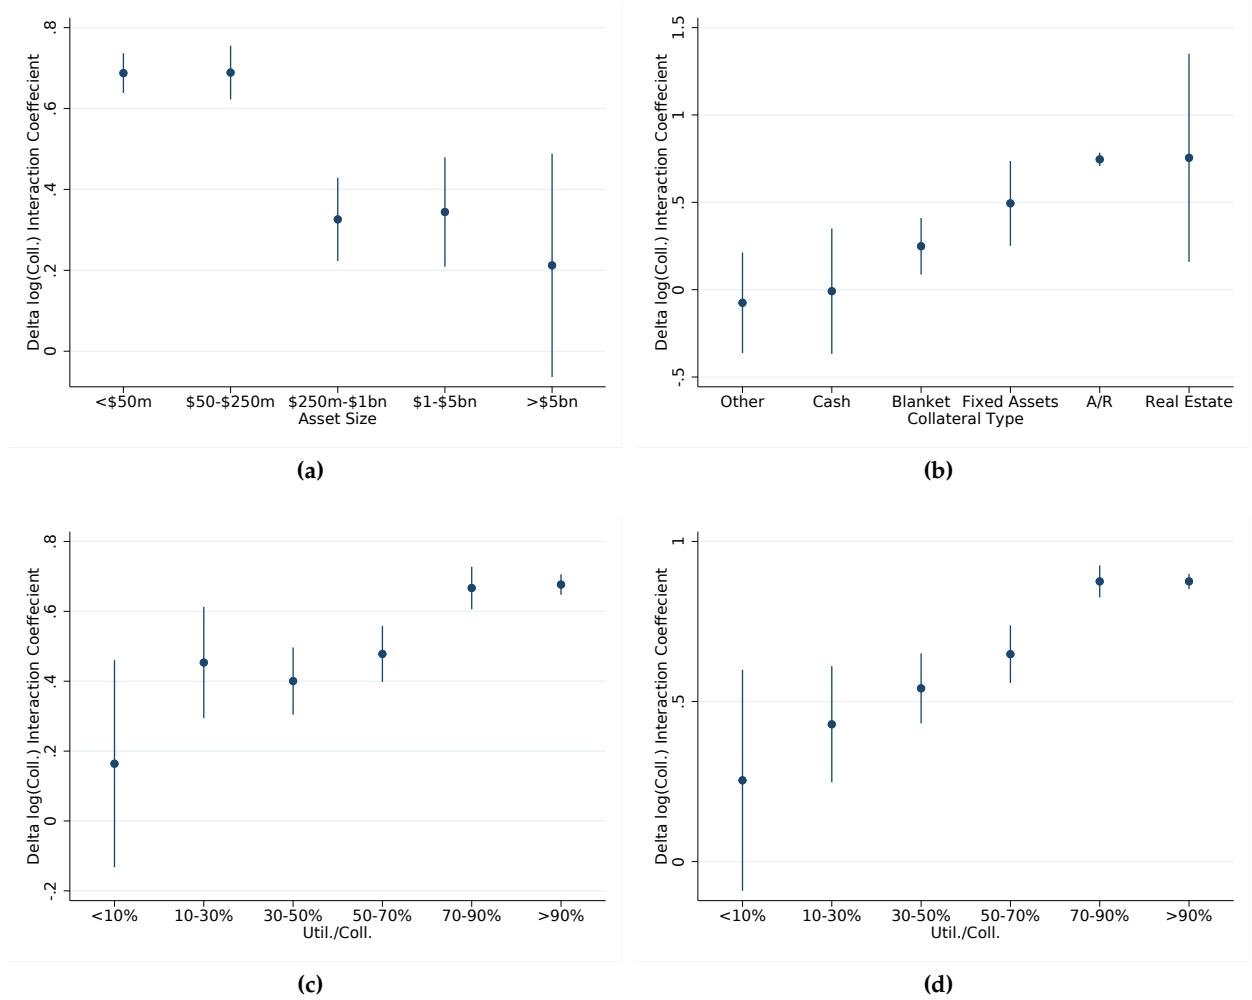 Delta log(Coll.) Interaction Coeffecient
.8
.6
.4
.2
0
<$50m $50-$250m $250m-$1bn $1-$5bn >$5bn
Asset Size
(a)
Delta log(Coll.) Interaction Coeffecient
1.5
1
.5
0
-.5
Other Cash Blanket Fixed Assets A/R Real Estate
Collateral Type
(b)
Delta log(Coll.) Interaction Coeffecient
.8
.6
.4
.2
0
-.2
<10% 10-30% 30-50% 50-70% 70-90% >90%
Util./Coll.
(c)
Delta log(Coll.) Interaction Coeffecient
1
.5
0
<10% 10-30% 30-50% 50-70% 70-90% >90%
Util./Coll.
(d)